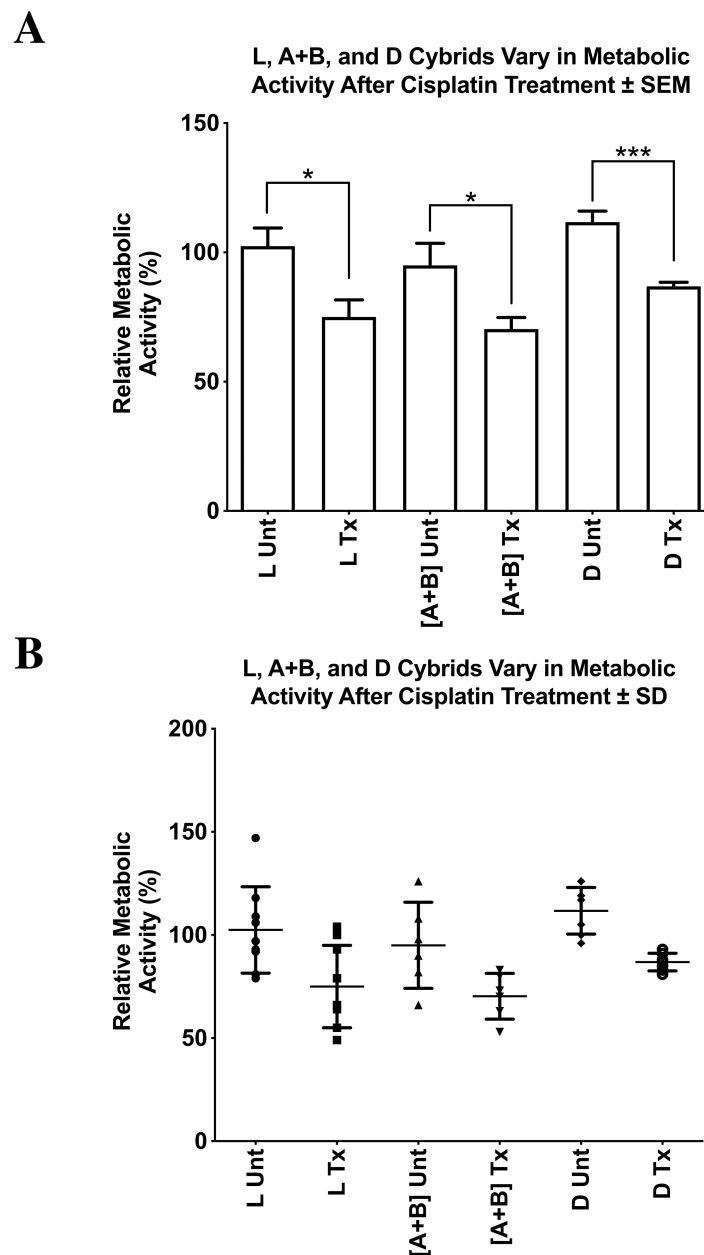 A
L, A+B, and D Cybrids Vary in Metabolic
Activity After Cisplatin Treatment ± SEM
Relative Metabolic
Activity (%)
150
100
50
0
*
*
***
L Unt
L Tx
[A+B] Unt
[A+B] Tx
D Unt
D Tx
B
L, A+B, and D Cybrids Vary in Metabolic
Activity After Cisplatin Treatment ± SD
Relative Metabolic
Activity (%)
200
150
100
50
0
L Unt
L Tx
[A+B] Unt
[A+B] Tx
D Unt
D Tx